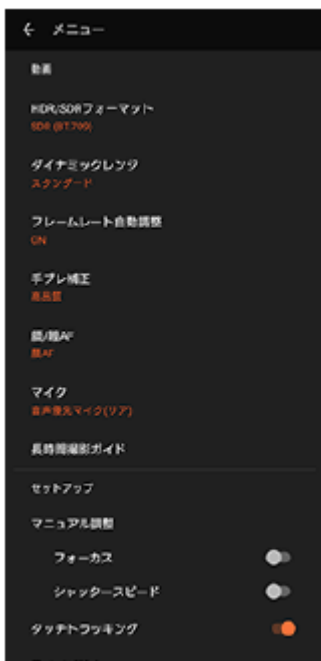 ← メニュー
動画
HDR/SDRフォーマット
SDR (BT.709)
ダイナミックレンジ
スタンダード
フレームレート自動調整
ON
手ブレ補正
高品質
顔/瞳AF
顔AF
マイク
音声優先マイク(リア)
長時間撮影ガイド
セットアップ
マニュアル調整
フォーカス
シャッタースピード
タッチトラッキング